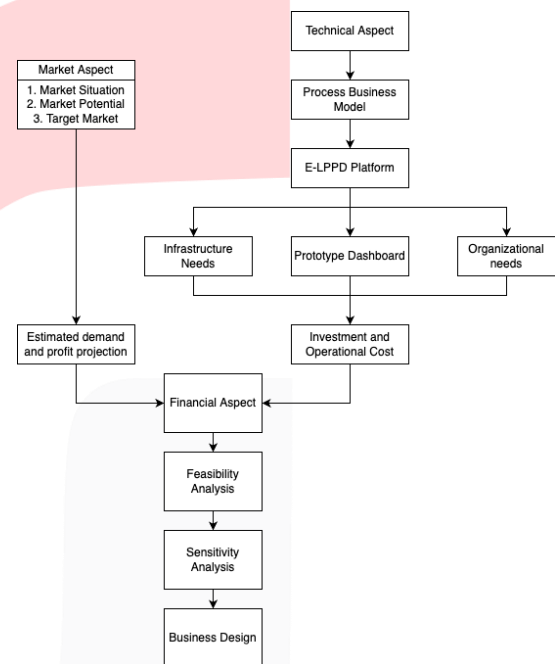 Technical Aspect
Market Aspect
1. Market Situation
2. Market Potential
3. Target Market
Process Business
Model
E-LPPD Platform
Infrastructure
Needs
Prototype Dashboard
Organizational
needs
Estimated demand
and profit projection
Investment and
Operational Cost
Financial Aspect
Feasibility
Analysis
Sensitivity
Analysis
Business Design